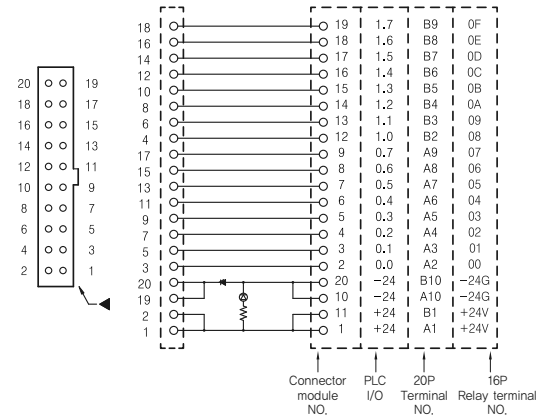 18 19 1.7 B9 0F
16 18 1.6 B8 0E
14 17 1.5 B7 0D
12 16 1.4 B6 0C
10 15 1.3 B5 0B
8 14 1.2 B4 0A
6 13 1.1 B3 09
4 12 1.0 B2 08
17 9 0.7 A9 07
15 8 0.6 A8 06
13 7 0.5 A7 05
11 6 0.4 A6 04
9 5 0.3 A5 03
7 4 0.2 A4 02
5 3 0.1 A3 01
3 2 0.0 A2 00
20 20 -24 B10 -24G
19 10 -24 A10 -24G
2 11 +24 B1 +24V
1 1 +24 A1 +24V
20 19
18 17
16 15
14 13
12 11
10 9
8 7
6 5
4 3
2 1
Connector PLC 20P 16P
module I/O Terminal Relay terminal
NO. NO. NO.